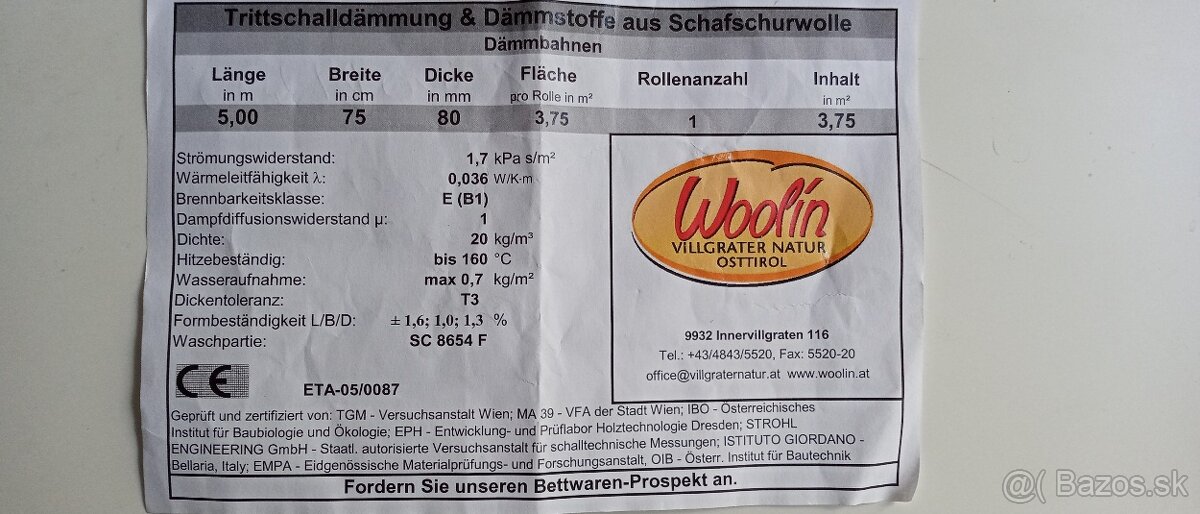 Trittschalldämmung & Dämmstoffe aus Schafschurwolle
Dämmbahnen
Länge Breite Dicke Fläche Rollenanzahl Inhalt
in m in cm in mm pro Rolle in m² in m²
5,00 75 80 3,75 1 3,75
Strömungswiderstand: 1,7 kPa s/m²
Wärmeleitfähigkeit λ: 0,036 W/K·m
Brennbarkeitsklasse: E (B1)
Dampfdiffusionswiderstand µ: 1
Dichte: 20 kg/m³
Hitzebeständig: bis 160 °C
Wasseraufnahme: max 0,7 kg/m²
Dickentoleranz: T3
Formbeständigkeit L/B/D: ± 1,6; 1,0; 1,3 %
Waschpartie: SC 8654 F
CE ETA-05/0087
Woolin
VILLGRATER NATUR
OSTTIROL
9932 Innervillgraten 116
Tel.: +43/4843/5520, Fax: 5520-20
office@villgraternatur.at www.woolin.at
Geprüft und zertifiziert von: TGM - Versuchsanstalt Wien; MA 39 - VFA der Stadt Wien; IBO - Österreichisches
Institut für Baubiologie und Ökologie; EPH - Entwicklung- und Prüflabor Holztechnologie Dresden; STROHL
ENGINEERING GmbH - Staatl. autorisierte Versuchsanstalt für schalltechnische Messungen; ISTITUTO GIORDANO -
Bellaria, Italy; EMPA - Eidgenössische Materialprüfungs- und Forschungsanstalt, OIB - Österr. Institut für Bautechnik
Fordern Sie unseren Bettwaren-Prospekt an.
@( Bazos.sk